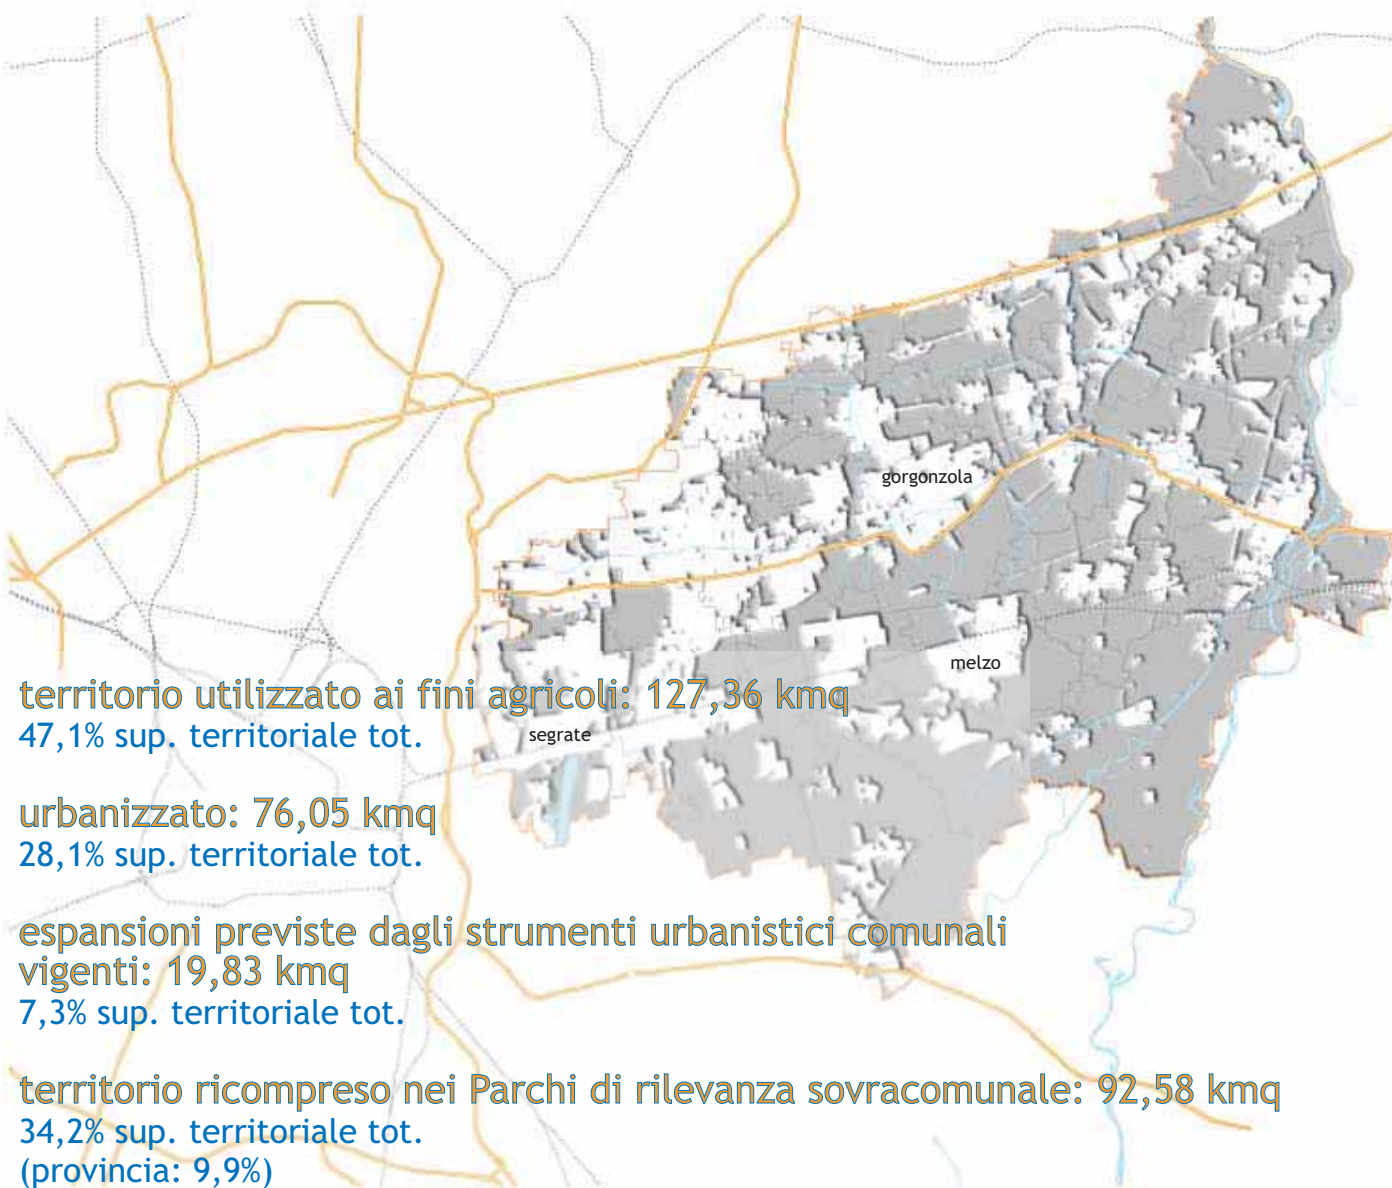 gorgonzola
melzo
territorio utilizzato ai fini agricoli: 127,36 kmq
47,1% sup. territoriale tot.
segrate
urbanizzato: 76,05 kmq
28,1% sup. territoriale tot.
espansioni previste dagli strumenti urbanistici comunali
vigenti: 19,83 kmq
7,3% sup. territoriale tot.
territorio ricompreso nei Parchi di rilevanza sovracomunale: 92,58 kmq
34,2% sup. territoriale tot.
(provincia: 9,9%)